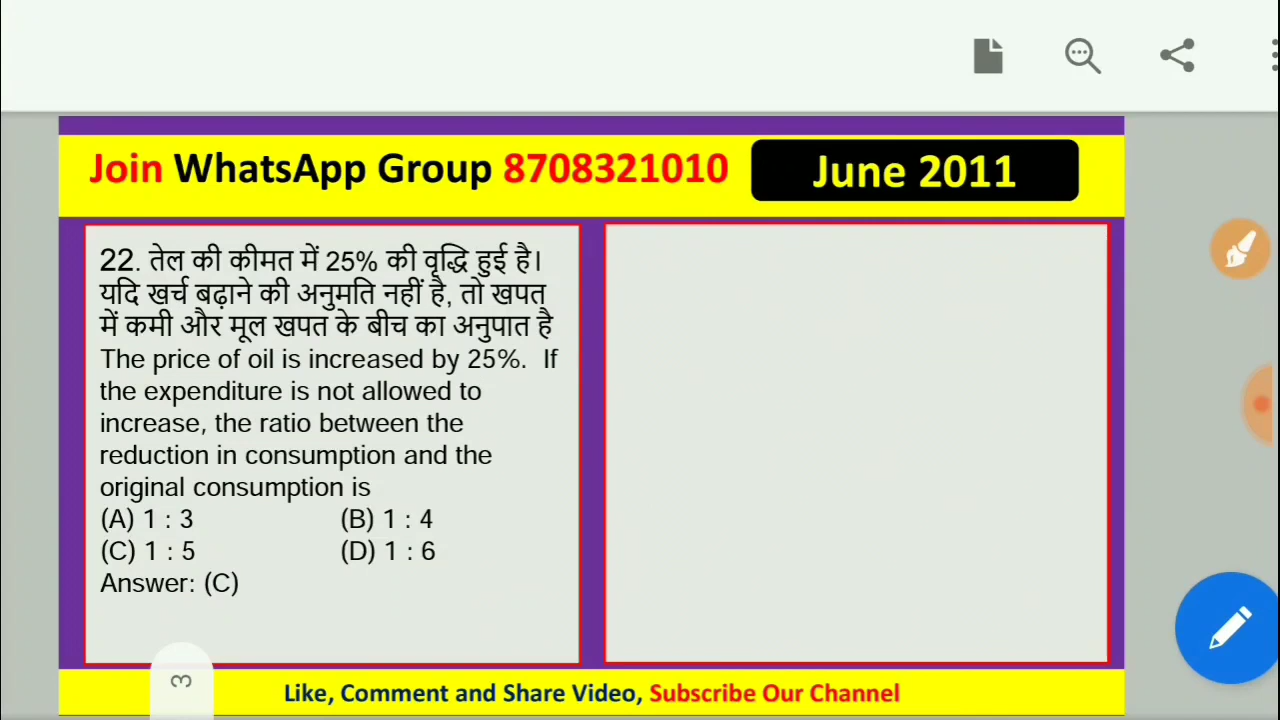 Join WhatsApp Group 8708321010
June 2011
22. तेल की कीमत में 25% की वृद्धि हुई है।
यदि खर्च बढ़ाने की अनुमति नहीं है, तो खपत
में कमी और मूल खपत के बीच का अनुपात है
The price of oil is increased by 25%. If
the expenditure is not allowed to
increase, the ratio between the
reduction in consumption and the
original consumption is
(A) 1 : 3 (B) 1 : 4
(C) 1 : 5 (D) 1 : 6
Answer: (C)
3
Like, Comment and Share Video, Subscribe Our Channel